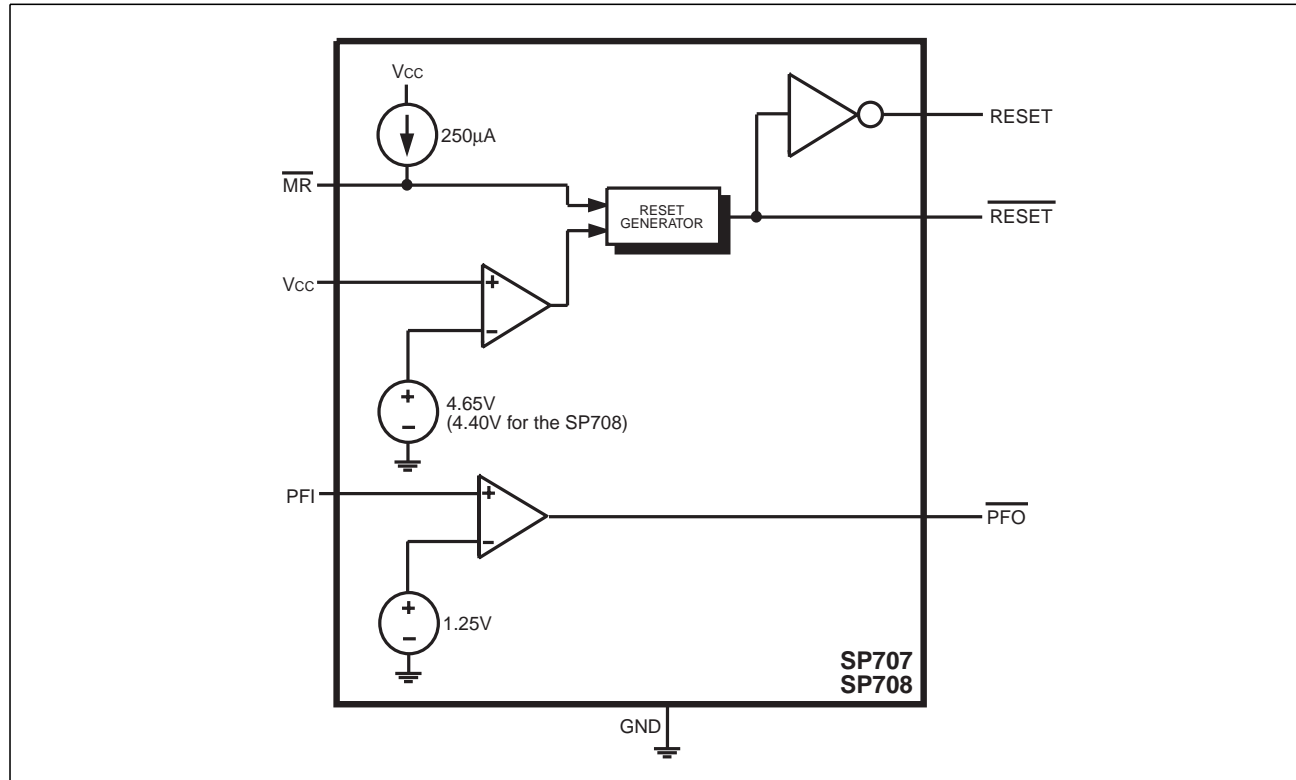 VCC
250µA
RESET
MR
RESET
GENERATOR
RESET
VCC
+
−
+
−
4.65V
(4.40V for the SP708)
PFI
+
−
PFO
+
−
1.25V
SP707
SP708
GND